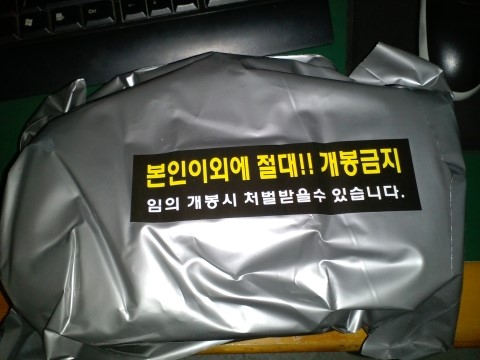 본인이외에 절대!! 개봉금지
임의 개봉시 처벌받을수 있습니다.